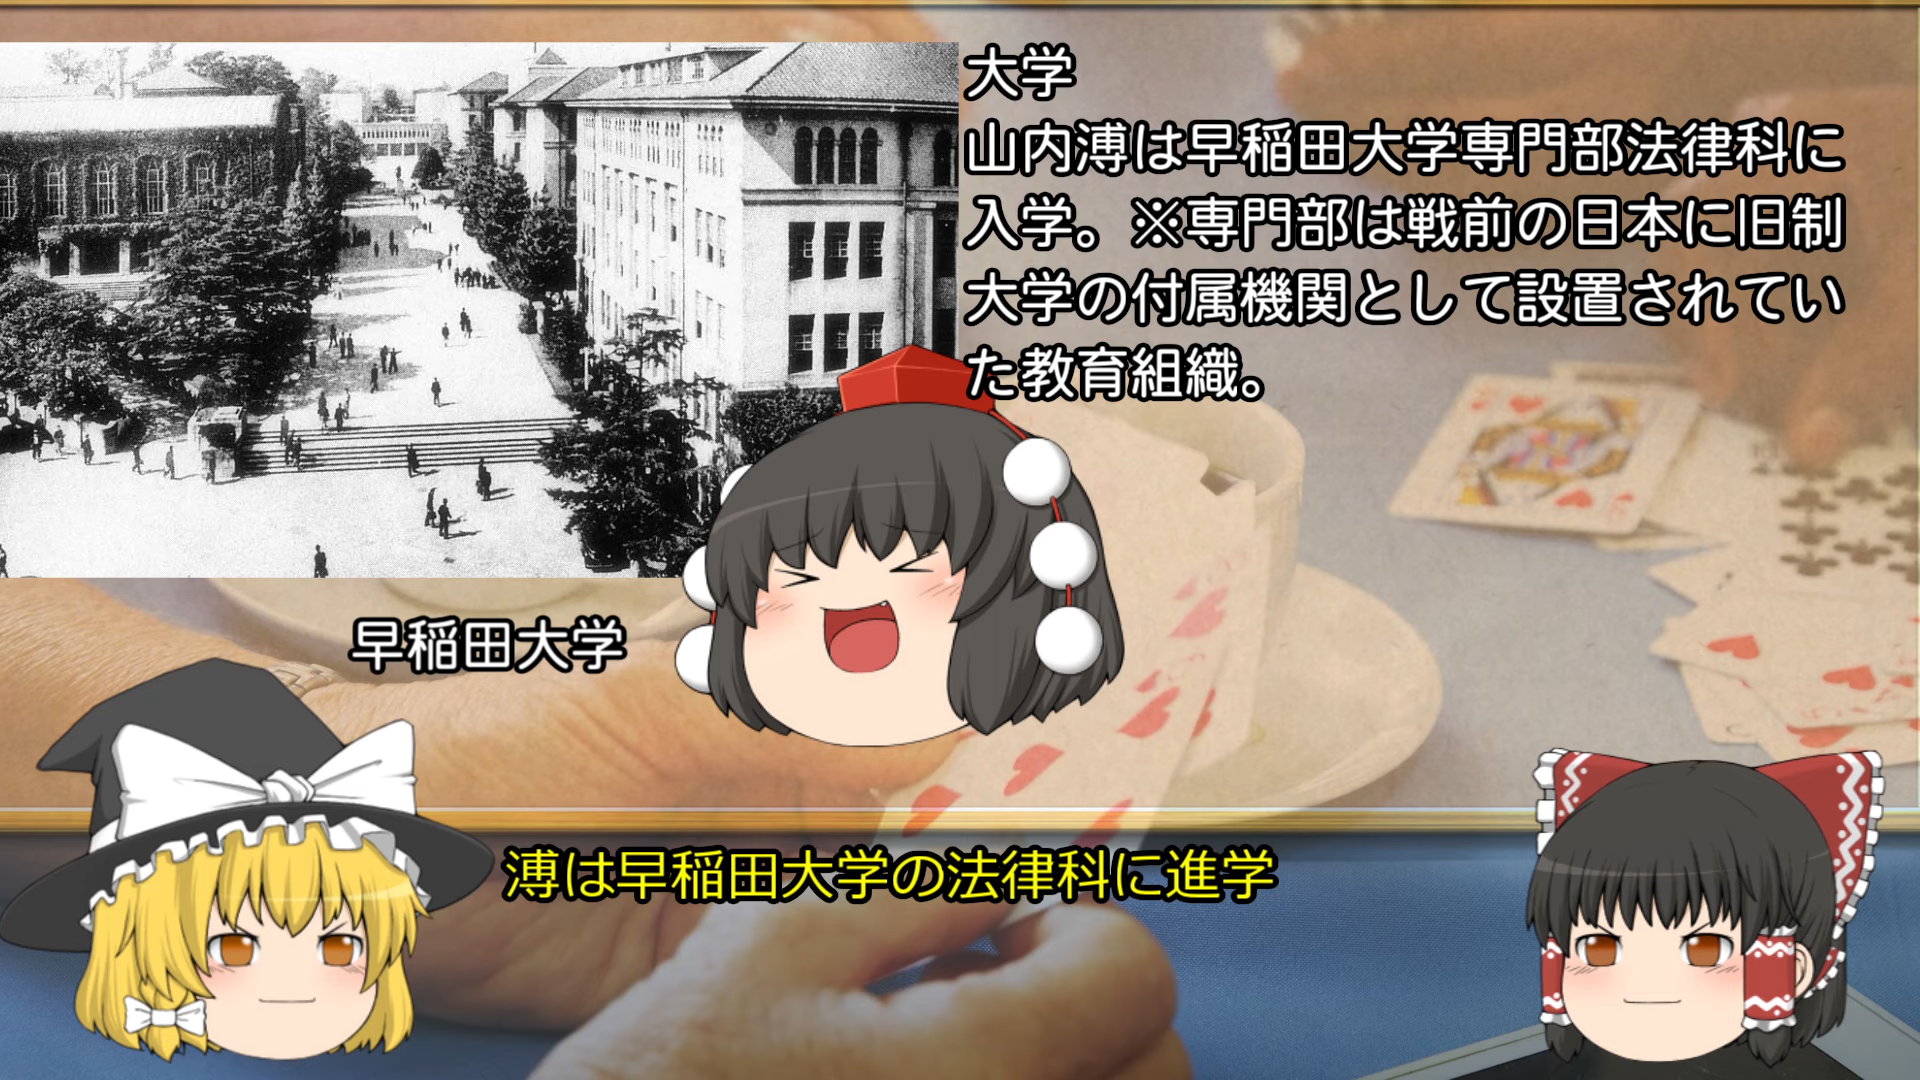 大学
山内溥は早稲田大学専門部法律科に
入学。※専門部は戦前の日本に旧制
大学の付属機関として設置されてい
た教育組織。
早稲田大学
溥は早稲田大学の法律科に進学